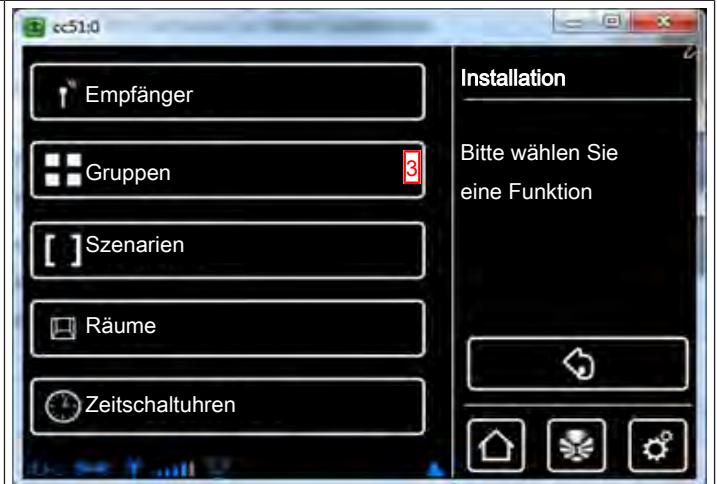 cc51:0
Empfänger
Gruppen
3
Szenarien
Räume
Zeitschaltuhren
Installation
Bitte wählen Sie
eine Funktion